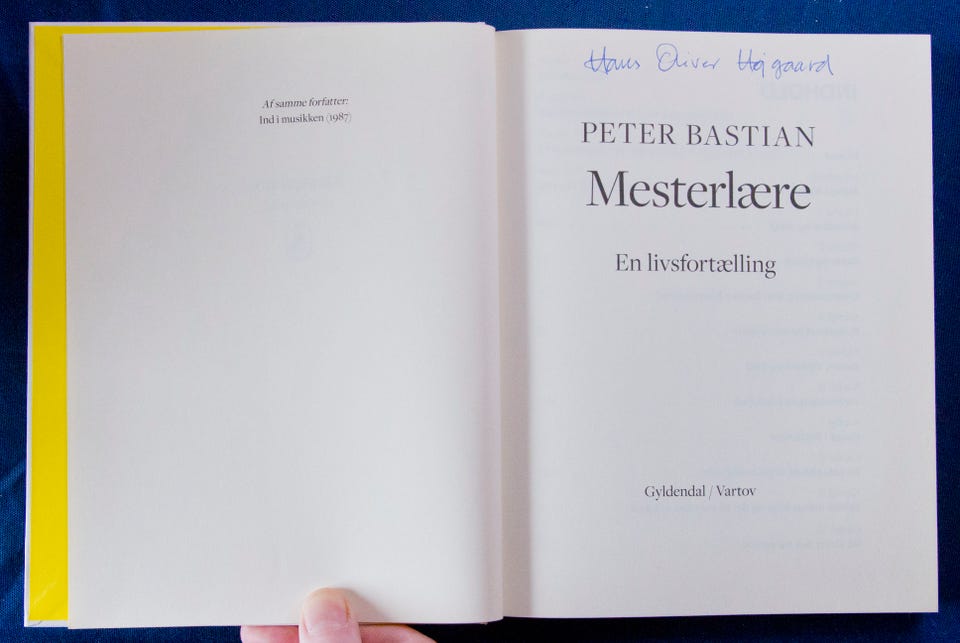 Af samme forfatter:
Ind i musikken (1987)
Hans Oliver Højgaard
PETER BASTIAN
Mesterlære
En livsfortælling
Gyldendal / Vartov